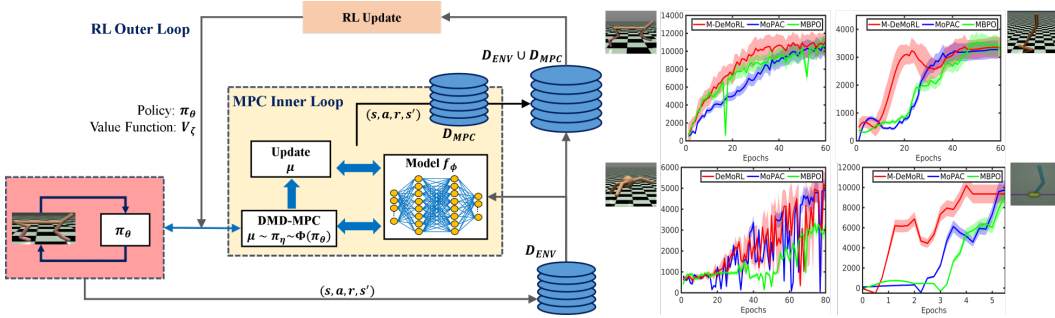 RL Update
RL Outer Loop
D_ENV ∪ D_MPC
MPC Inner Loop
(s, a, r, s′)
D_MPC
Policy: π_θ
Value Function: V_ζ
Update
μ
Model f_ϕ
π_θ
DMD-MPC
μ ~ π_η ~ Φ(π_θ)
D_ENV
(s, a, r, s′)
M-DeMoRL MoPAC MBPO
14000
12000
10000
8000
6000
4000
2000
0
0 20 40 60
Epochs
M-DeMoRL MoPAC MBPO
4000
3000
2000
1000
0
0 20 40 60
Epochs
DeMoRL MoPAC MBPO
6000
5000
4000
3000
2000
1000
0
0 20 40 60 80
Epochs
M-DeMoRL MoPAC MBPO
12000
10000
8000
6000
4000
2000
0
0 1 2 3 4 5
Epochs